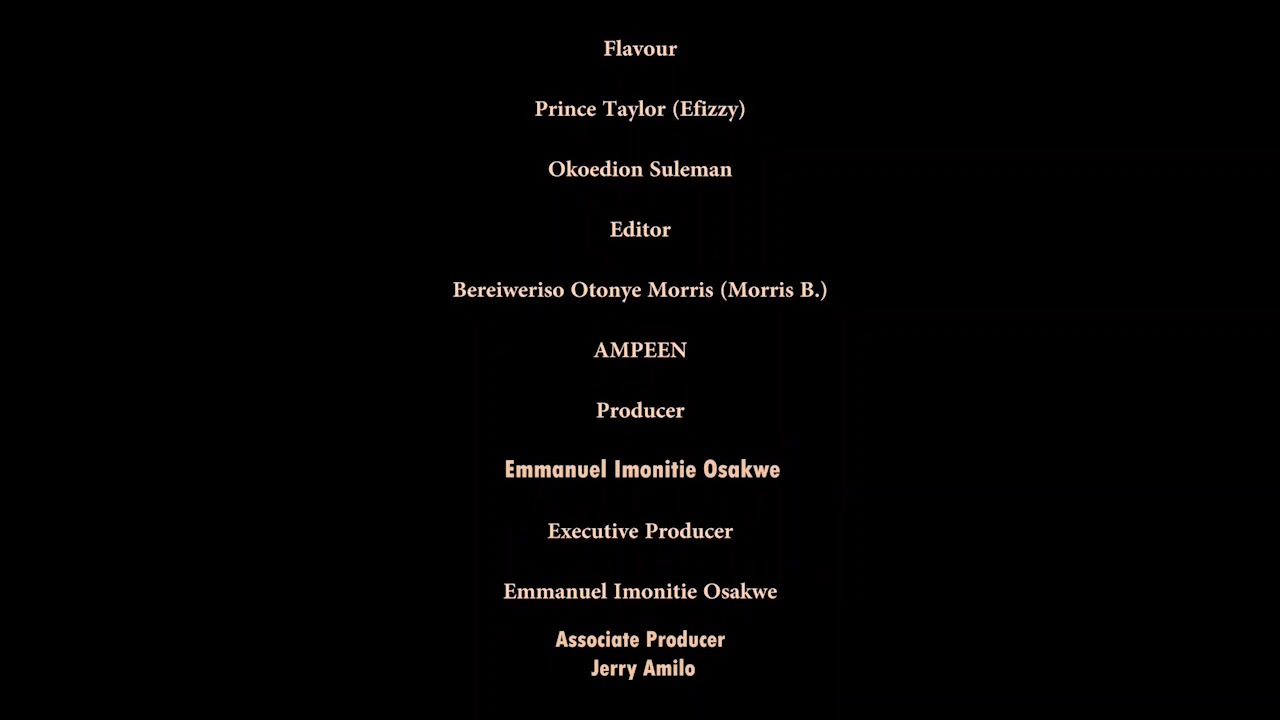 Flavour
Prince Taylor (Efizzy)
Okoedion Suleman
Editor
Bereiweriso Otonye Morris (Morris B.)
AMPEEN
Producer
Emmanuel Imonitie Osakwe
Executive Producer
Emmanuel Imonitie Osakwe
Associate Producer
Jerry Amilo